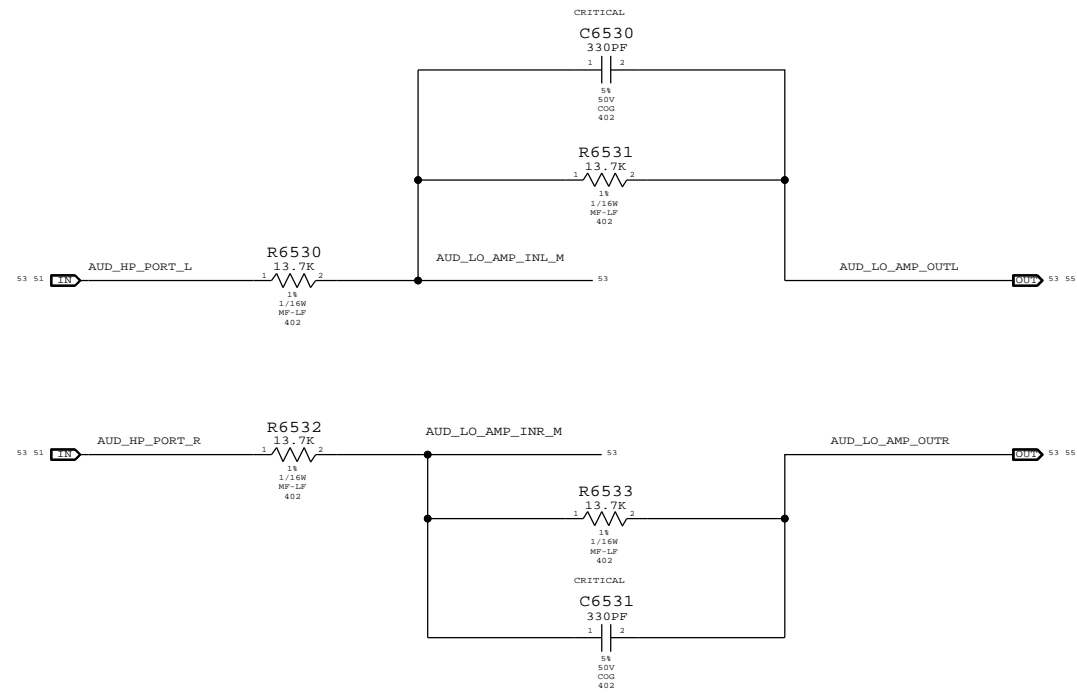 CRITICAL
C6530
330PF
1 2
5%
50V
COG
402
R6531
13.7K
1 2
1%
1/16W
MF-LF
402
R6530
AUD_HP_PORT_L
13.7K
AUD_LO_AMP_INL_M
AUD_LO_AMP_OUTL
53 51 IN
1 2
53
OUT 53 55
1%
1/16W
MF-LF
402
R6532
AUD_HP_PORT_R
13.7K
AUD_LO_AMP_INR_M
AUD_LO_AMP_OUTR
53 51 IN
1 2
53
OUT 53 55
1%
1/16W
MF-LF
402
R6533
13.7K
1 2
1%
1/16W
MF-LF
402
CRITICAL
C6531
330PF
1 2
5%
50V
COG
402